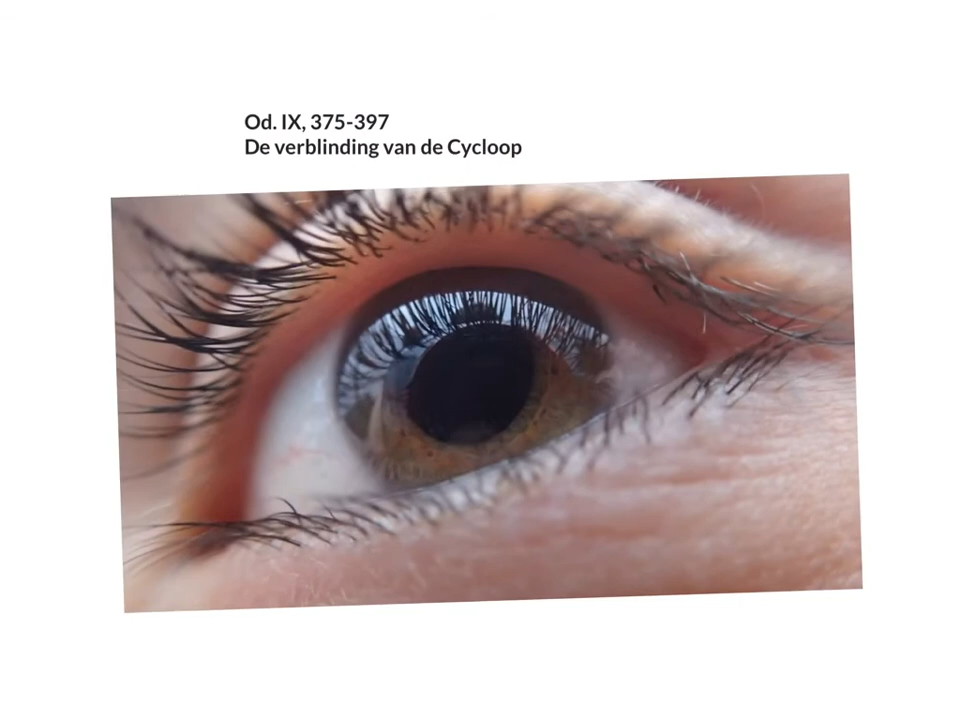 Od. IX, 375-397
De verblinding van de Cycloop